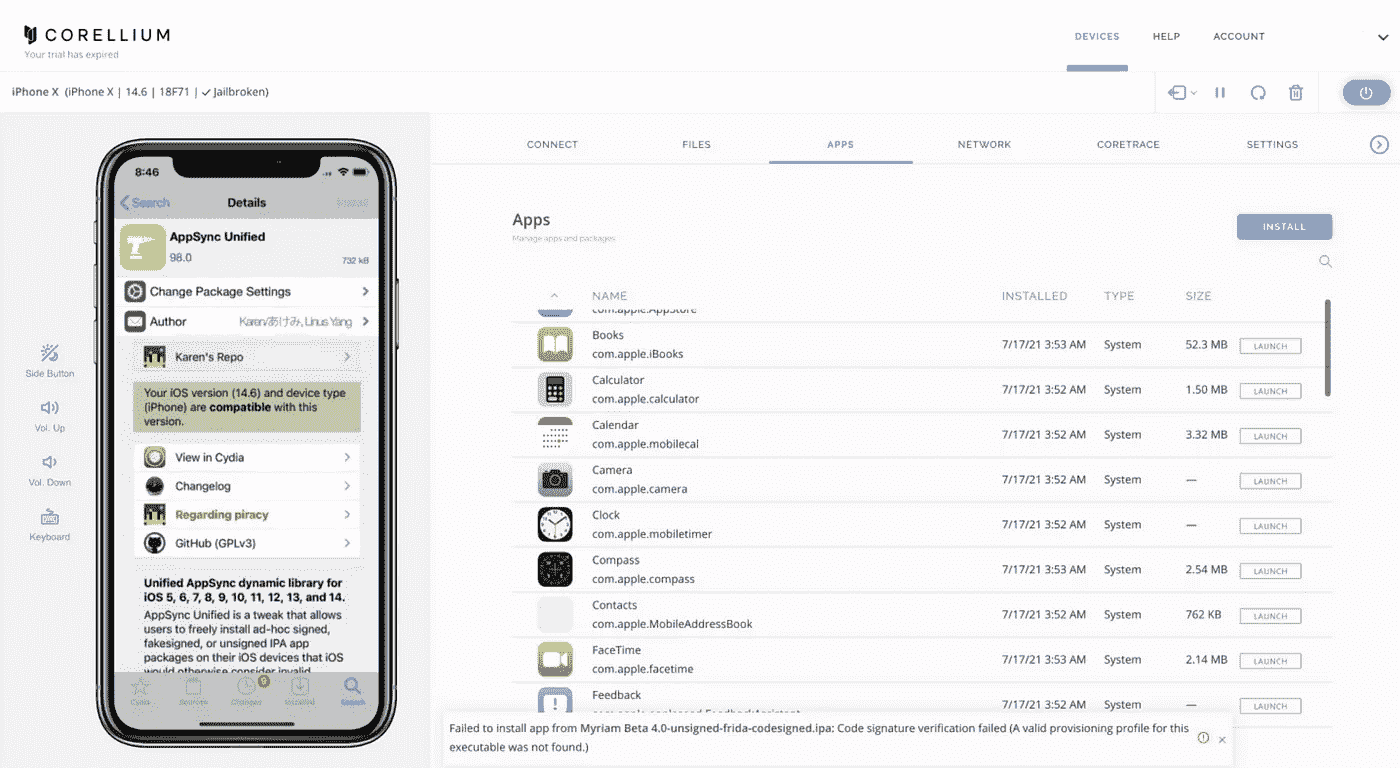 CORELLIUM
Your trial has expired
DEVICES
HELP
ACCOUNT
iPhone X (iPhone X | 14.6 | 18F71 | ✓ Jailbroken)
CONNECT
FILES
APPS
NETWORK
CORETRACE
SETTINGS
Side Button
Vol. Up
Vol. Down
Keyboard
8:46
Search
Details
AppSync Unified
98.0
732 kB
Change Package Settings
Author
Karen/あけみ, Linus Yang
Karen's Repo
Your iOS version (14.6) and device type
(iPhone) are compatible with this
version.
View in Cydia
Changelog
Regarding piracy
GitHub (GPLv3)
Unified AppSync dynamic library for
iOS 5, 6, 7, 8, 9, 10, 11, 12, 13, and 14.
AppSync Unified is a tweak that allows
users to freely install ad-hoc signed,
fakesigned, or unsigned IPA app
packages on their iOS devices that iOS
would otherwise consider invalid.
9
Cydia
Sources
Changes
Installed
Search
Apps
Manage apps and packages
INSTALL
NAME INSTALLED TYPE SIZE
com.apple.AppStore
Books
com.apple.iBooks
7/17/21 3:53 AM System 52.3 MB LAUNCH
Calculator
com.apple.calculator
7/17/21 3:52 AM System 1.50 MB LAUNCH
Calendar
com.apple.mobilecal
7/17/21 3:52 AM System 3.32 MB LAUNCH
Camera
com.apple.camera
7/17/21 3:52 AM System — LAUNCH
Clock
com.apple.mobiletimer
7/17/21 3:52 AM System — LAUNCH
Compass
com.apple.compass
7/17/21 3:53 AM System 2.54 MB LAUNCH
Contacts
com.apple.MobileAddressBook
7/17/21 3:52 AM System 762 KB LAUNCH
FaceTime
com.apple.facetime
7/17/21 3:53 AM System 2.14 MB LAUNCH
Feedback
7/17/21 3:52 AM System — LAUNCH
Failed to install app from Myriam Beta 4.0-unsigned-frida-codesigned.ipa: Code signature verification failed (A valid provisioning profile for this
executable was not found.)